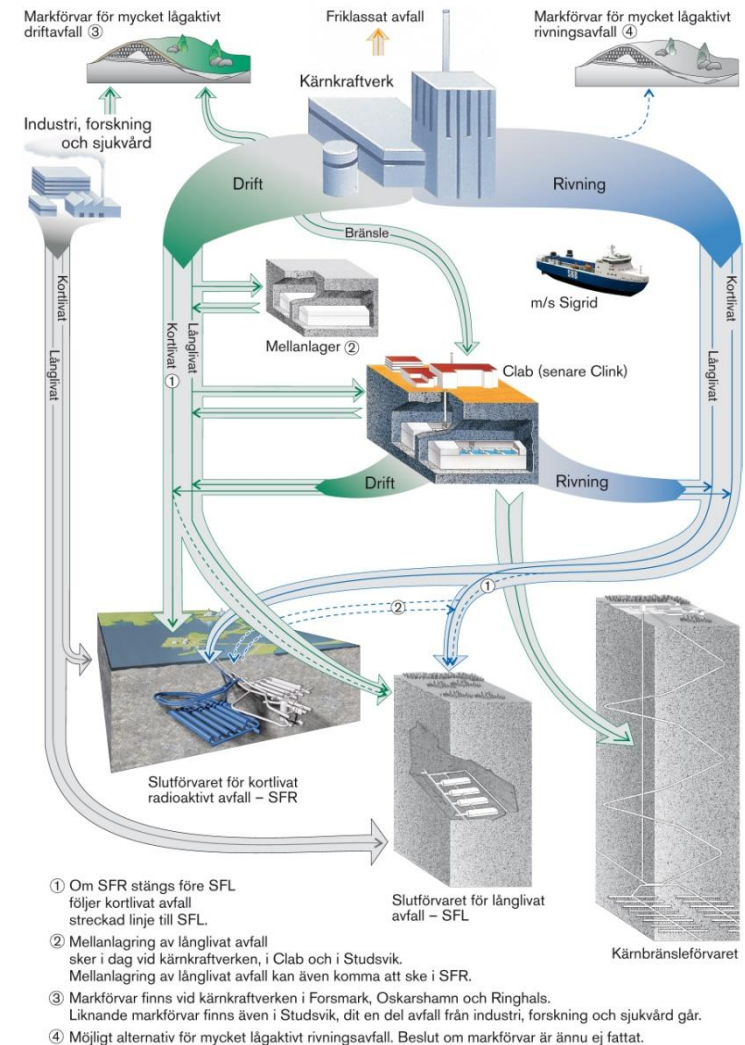 Markförvar för mycket lågaktivt
driftavfall ③
Friklassat avfall
Markförvar för mycket lågaktivt
rivningsavfall ④
Kärnkraftverk
Industri, forskning
och sjukvård
Drift
Rivning
Bränsle
m/s Sigrid
SKB
Kortlivat
Långlivat
Kortlivat ①
Långlivat
Mellanlager ②
Clab (senare Clink)
Långlivat
Kortlivat
Drift
Rivning
①
②
Slutförvaret för kortlivat
radioaktivt avfall – SFR
Slutförvaret för långlivat
avfall – SFL
Kärnbränsleförvaret
① Om SFR stängs före SFL
följer kortlivat avfall
streckad linje till SFL.
② Mellanlagring av långlivat avfall
sker i dag vid kärnkraftverken, i Clab och i Studsvik.
Mellanlagring av långlivat avfall kan även komma att ske i SFR.
③ Markförvar finns vid kärnkraftverken i Forsmark, Oskarshamn och Ringhals.
Liknande markförvar finns även i Studsvik, dit en del avfall från industri, forskning och sjukvård går.
④ Möjligt alternativ för mycket lågaktivt rivningsavfall. Beslut om markförvar är ännu ej fattat.